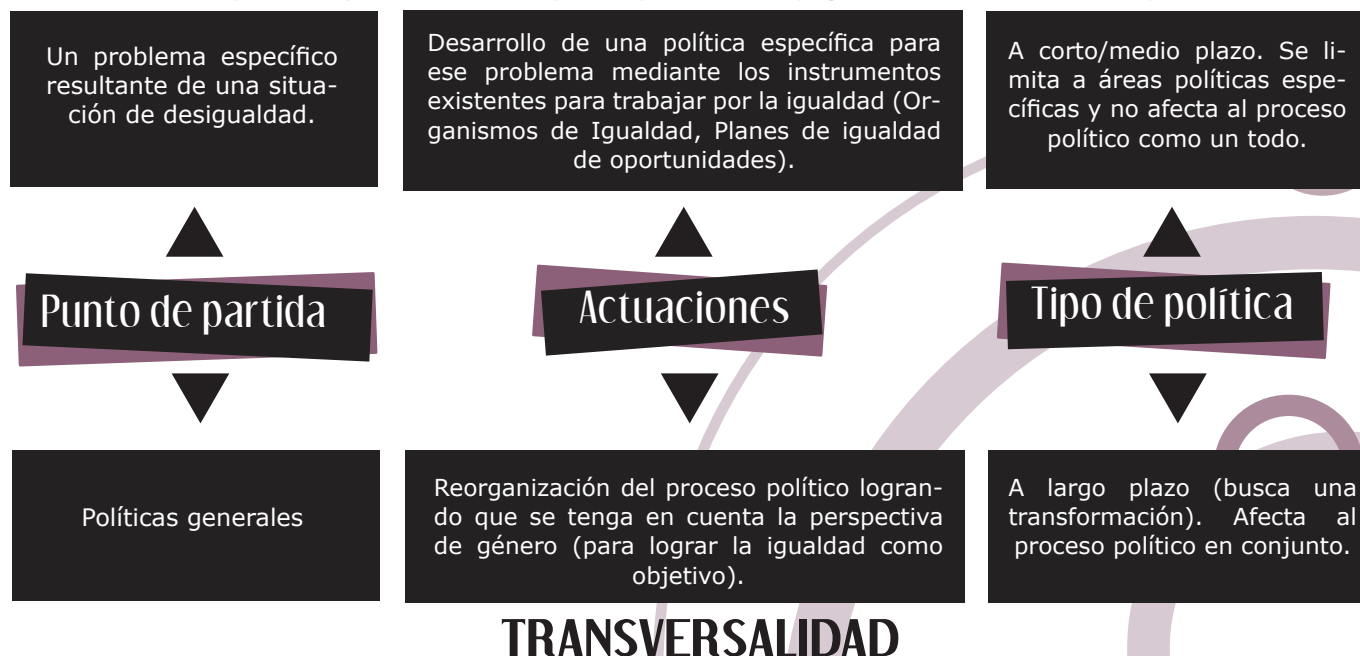 Un problema específico
resultante de una situa-
ción de desigualdad.
Desarrollo de una política específica para
ese problema mediante los instrumentos
existentes para trabajar por la igualdad (Or-
ganismos de Igualdad, Planes de igualdad
de oportunidades).
A corto/medio plazo. Se li-
mita a áreas políticas espe-
cíficas y no afecta al proceso
político como un todo.
Punto de partida
Actuaciones
Tipo de política
Políticas generales
Reorganización del proceso político logran-
do que se tenga en cuenta la perspectiva
de género (para lograr la igualdad como
objetivo).
A largo plazo (busca una
transformación). Afecta al
proceso político en conjunto.
TRANSVERSALIDAD